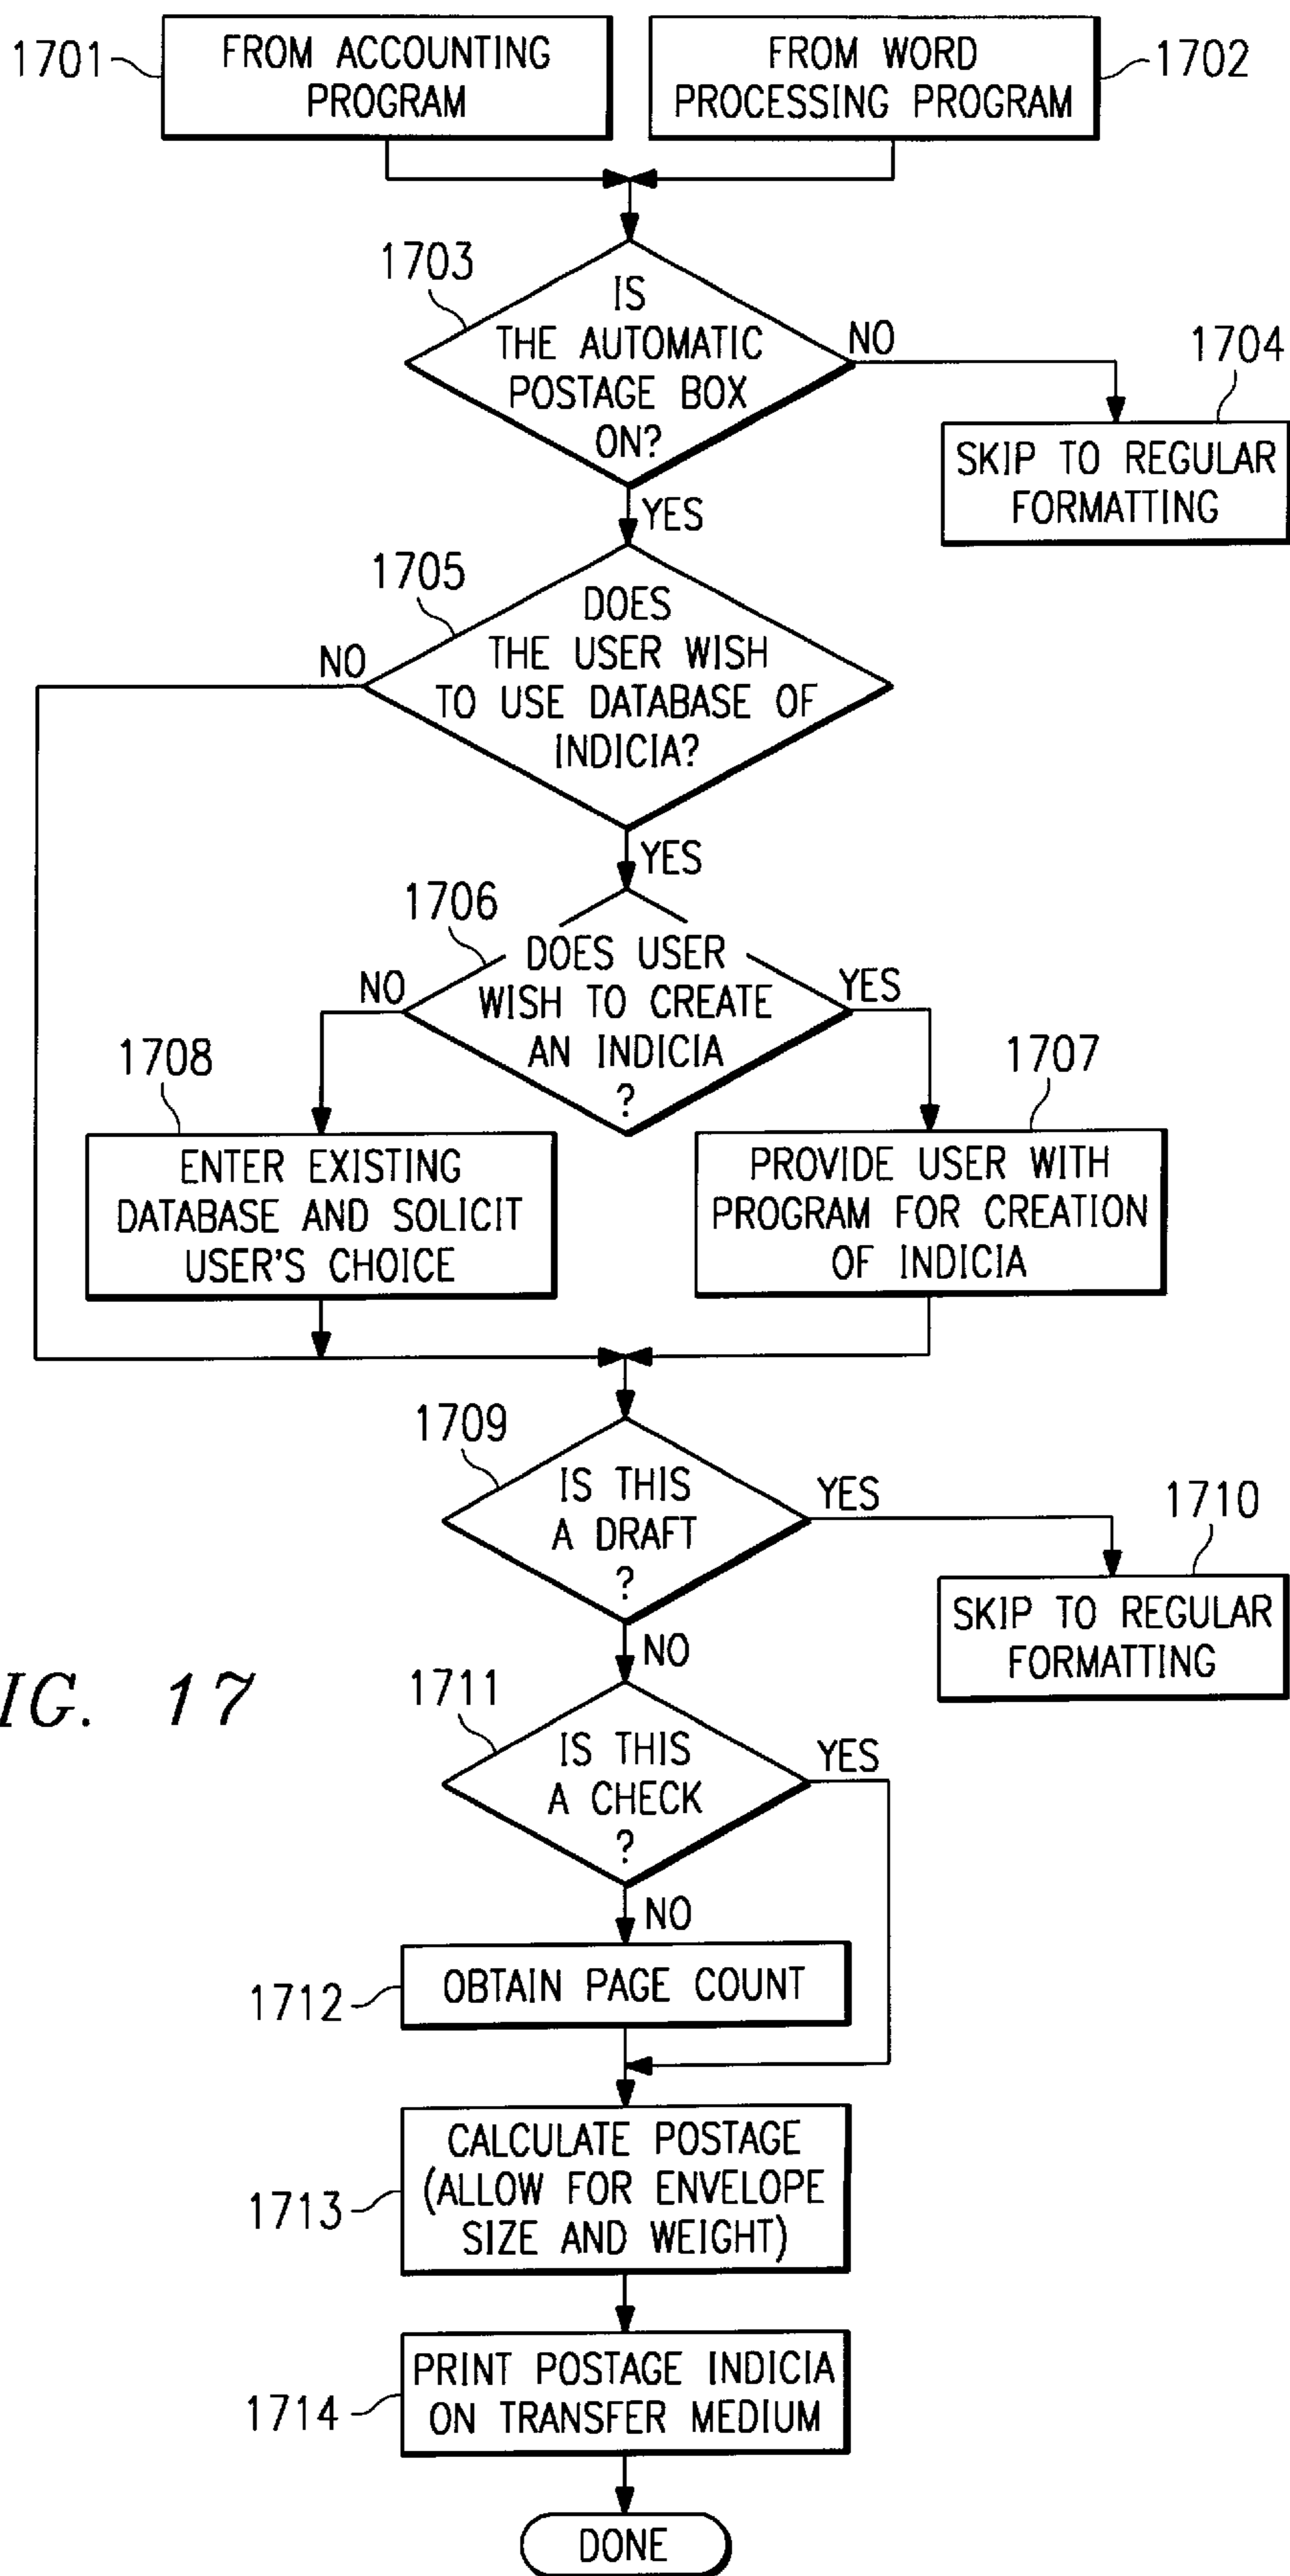 1701
FROM ACCOUNTING
PROGRAM
FROM WORD
PROCESSING PROGRAM
1702
1703
IS
THE AUTOMATIC
POSTAGE BOX
ON?
NO
1704
SKIP TO REGULAR
FORMATTING
YES
1705
DOES
THE USER WISH
TO USE DATABASE OF
INDICIA?
NO
YES
1706
DOES USER
WISH TO CREATE
AN INDICIA
?
NO
YES
1708
ENTER EXISTING
DATABASE AND SOLICIT
USER'S CHOICE
1707
PROVIDE USER WITH
PROGRAM FOR CREATION
OF INDICIA
1709
IS THIS
A DRAFT
?
YES
1710
SKIP TO REGULAR
FORMATTING
NO
IG. 17
1711
IS THIS
A CHECK
?
YES
NO
1712
OBTAIN PAGE COUNT
1713
CALCULATE POSTAGE
(ALLOW FOR ENVELOPE
SIZE AND WEIGHT)
1714
PRINT POSTAGE INDICIA
ON TRANSFER MEDIUM
DONE